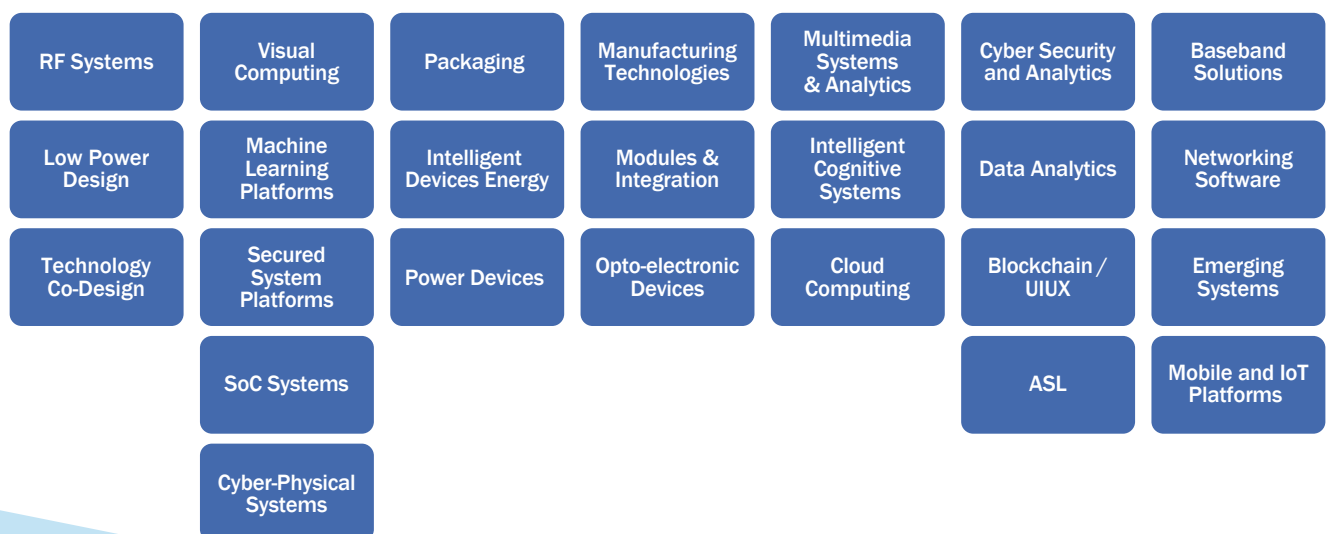 RF Systems
Visual
Computing
Packaging
Manufacturing
Technologies
Multimedia
Systems
& Analytics
Cyber Security
and Analytics
Baseband
Solutions
Low Power
Design
Machine
Learning
Platforms
Intelligent
Devices Energy
Modules &
Integration
Intelligent
Cognitive
Systems
Data Analytics
Networking
Software
Technology
Co-Design
Secured
System
Platforms
Power Devices
Opto-electronic
Devices
Cloud
Computing
Blockchain /
UIUX
Emerging
Systems
SoC Systems
ASL
Mobile and IoT
Platforms
Cyber-Physical
Systems